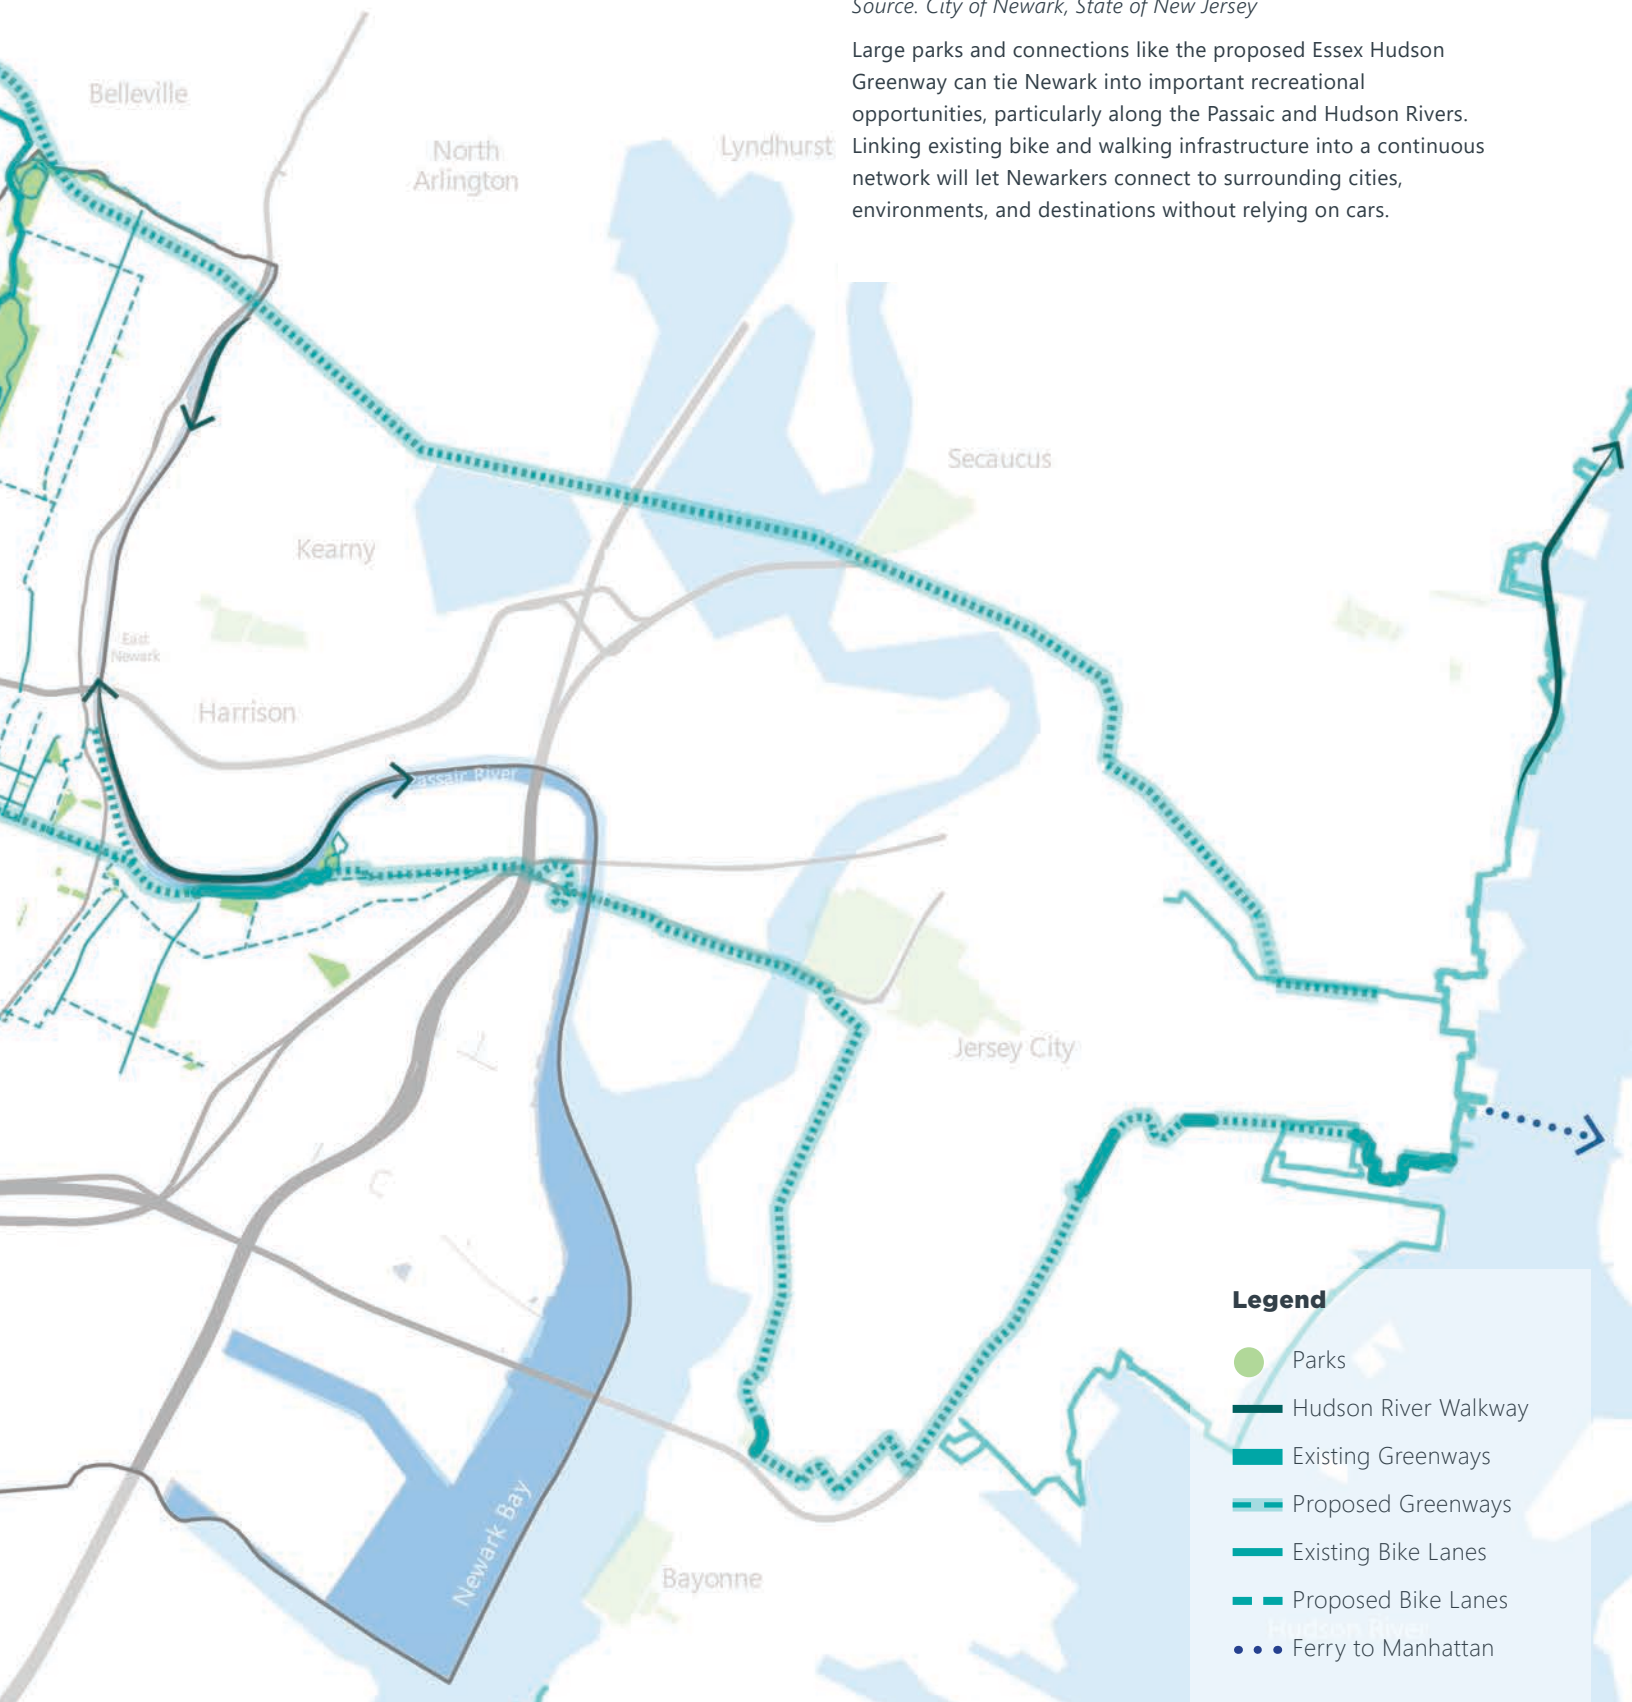 Source. City of Newark, State of New Jersey
Large parks and connections like the proposed Essex Hudson
Greenway can tie Newark into important recreational
opportunities, particularly along the Passaic and Hudson Rivers.
Linking existing bike and walking infrastructure into a continuous
network will let Newarkers connect to surrounding cities,
environments, and destinations without relying on cars.
Belleville
North
Arlington
Lyndhurst
Secaucus
Kearny
East
Newark
Harrison
Passaic River
Jersey City
Newark Bay
Bayonne
Legend
Parks
Hudson River Walkway
Existing Greenways
Proposed Greenways
Existing Bike Lanes
Proposed Bike Lanes
Hudson River
Ferry to Manhattan